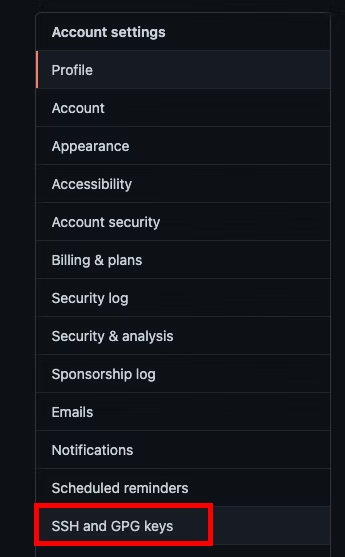 Account settings
Profile
Account
Appearance
Accessibility
Account security
Billing & plans
Security log
Security & analysis
Sponsorship log
Emails
Notifications
Scheduled reminders
SSH and GPG keys